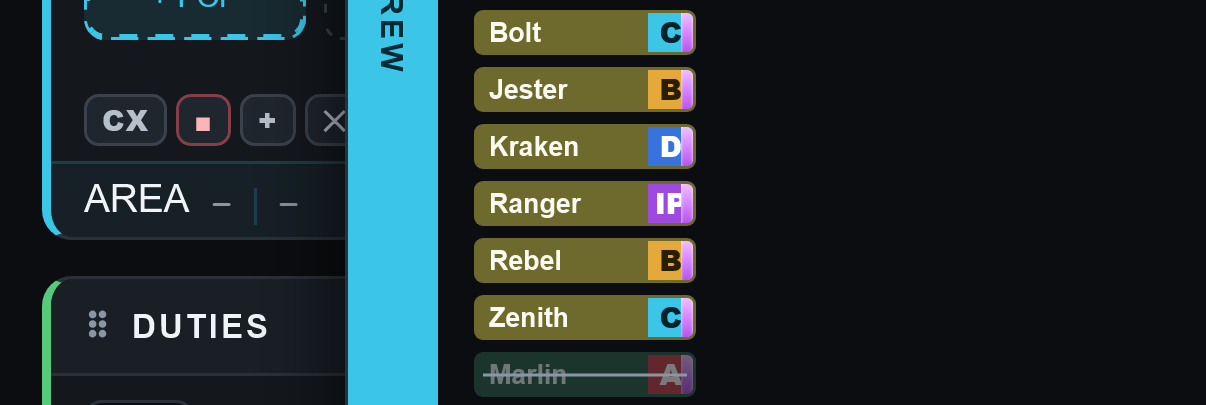 CX
+
AREA – | –
DUTIES
REW
Bolt C
Jester B
Kraken D
Ranger IP
Rebel B
Zenith C
Marlin A